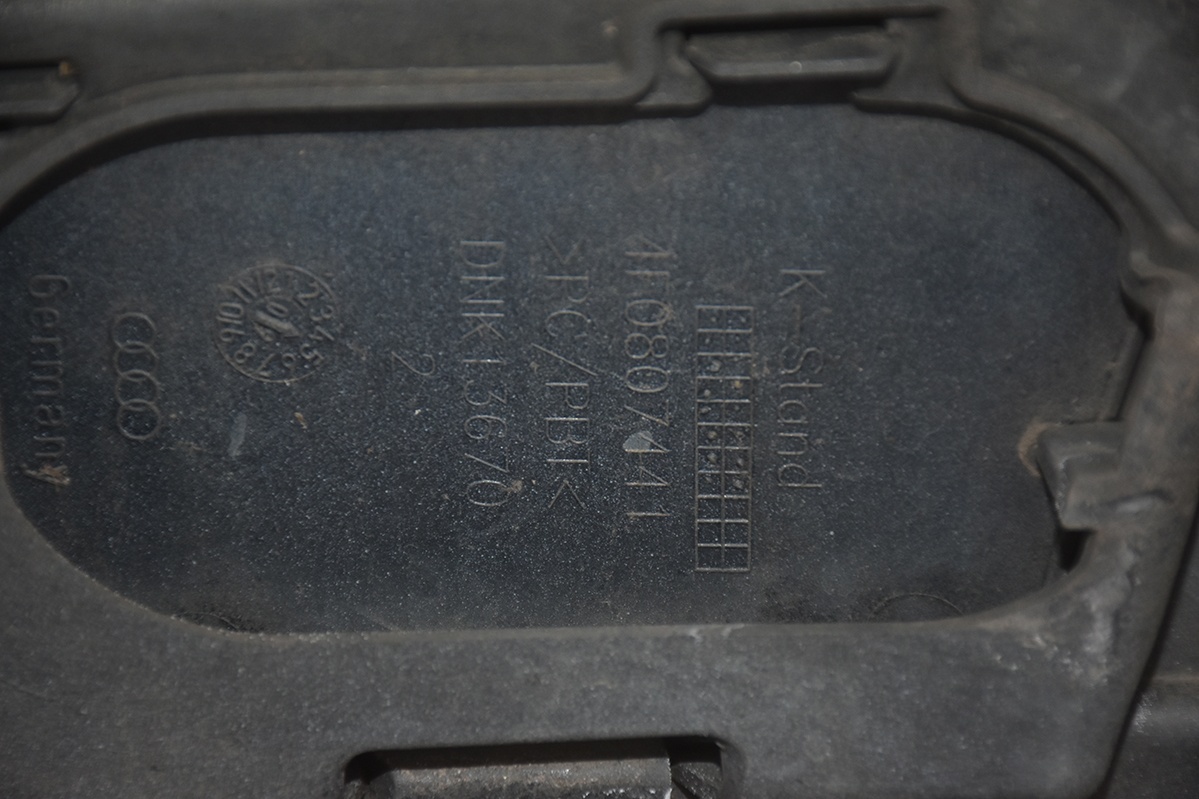 K-Stand
4F0807441
>PC/PBT<
DNK13670
2
Germany